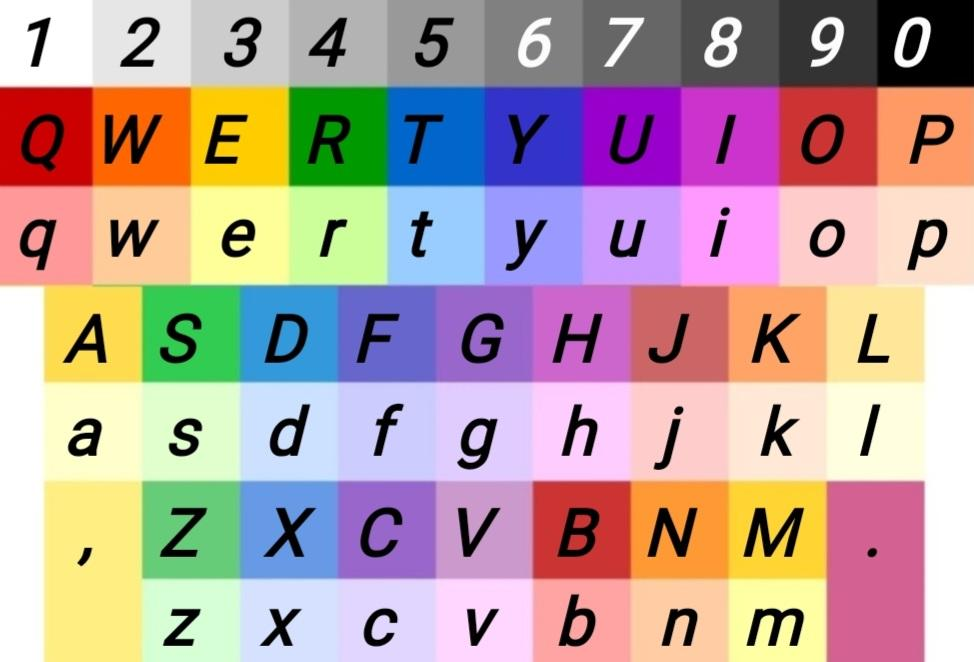 1 2 3 4 5 6 7 8 9 0
Q W E R T Y U I O P
q w e r t y u i o p
A S D F G H J K L
a s d f g h j k l
, Z X C V B N M .
z x c v b n m